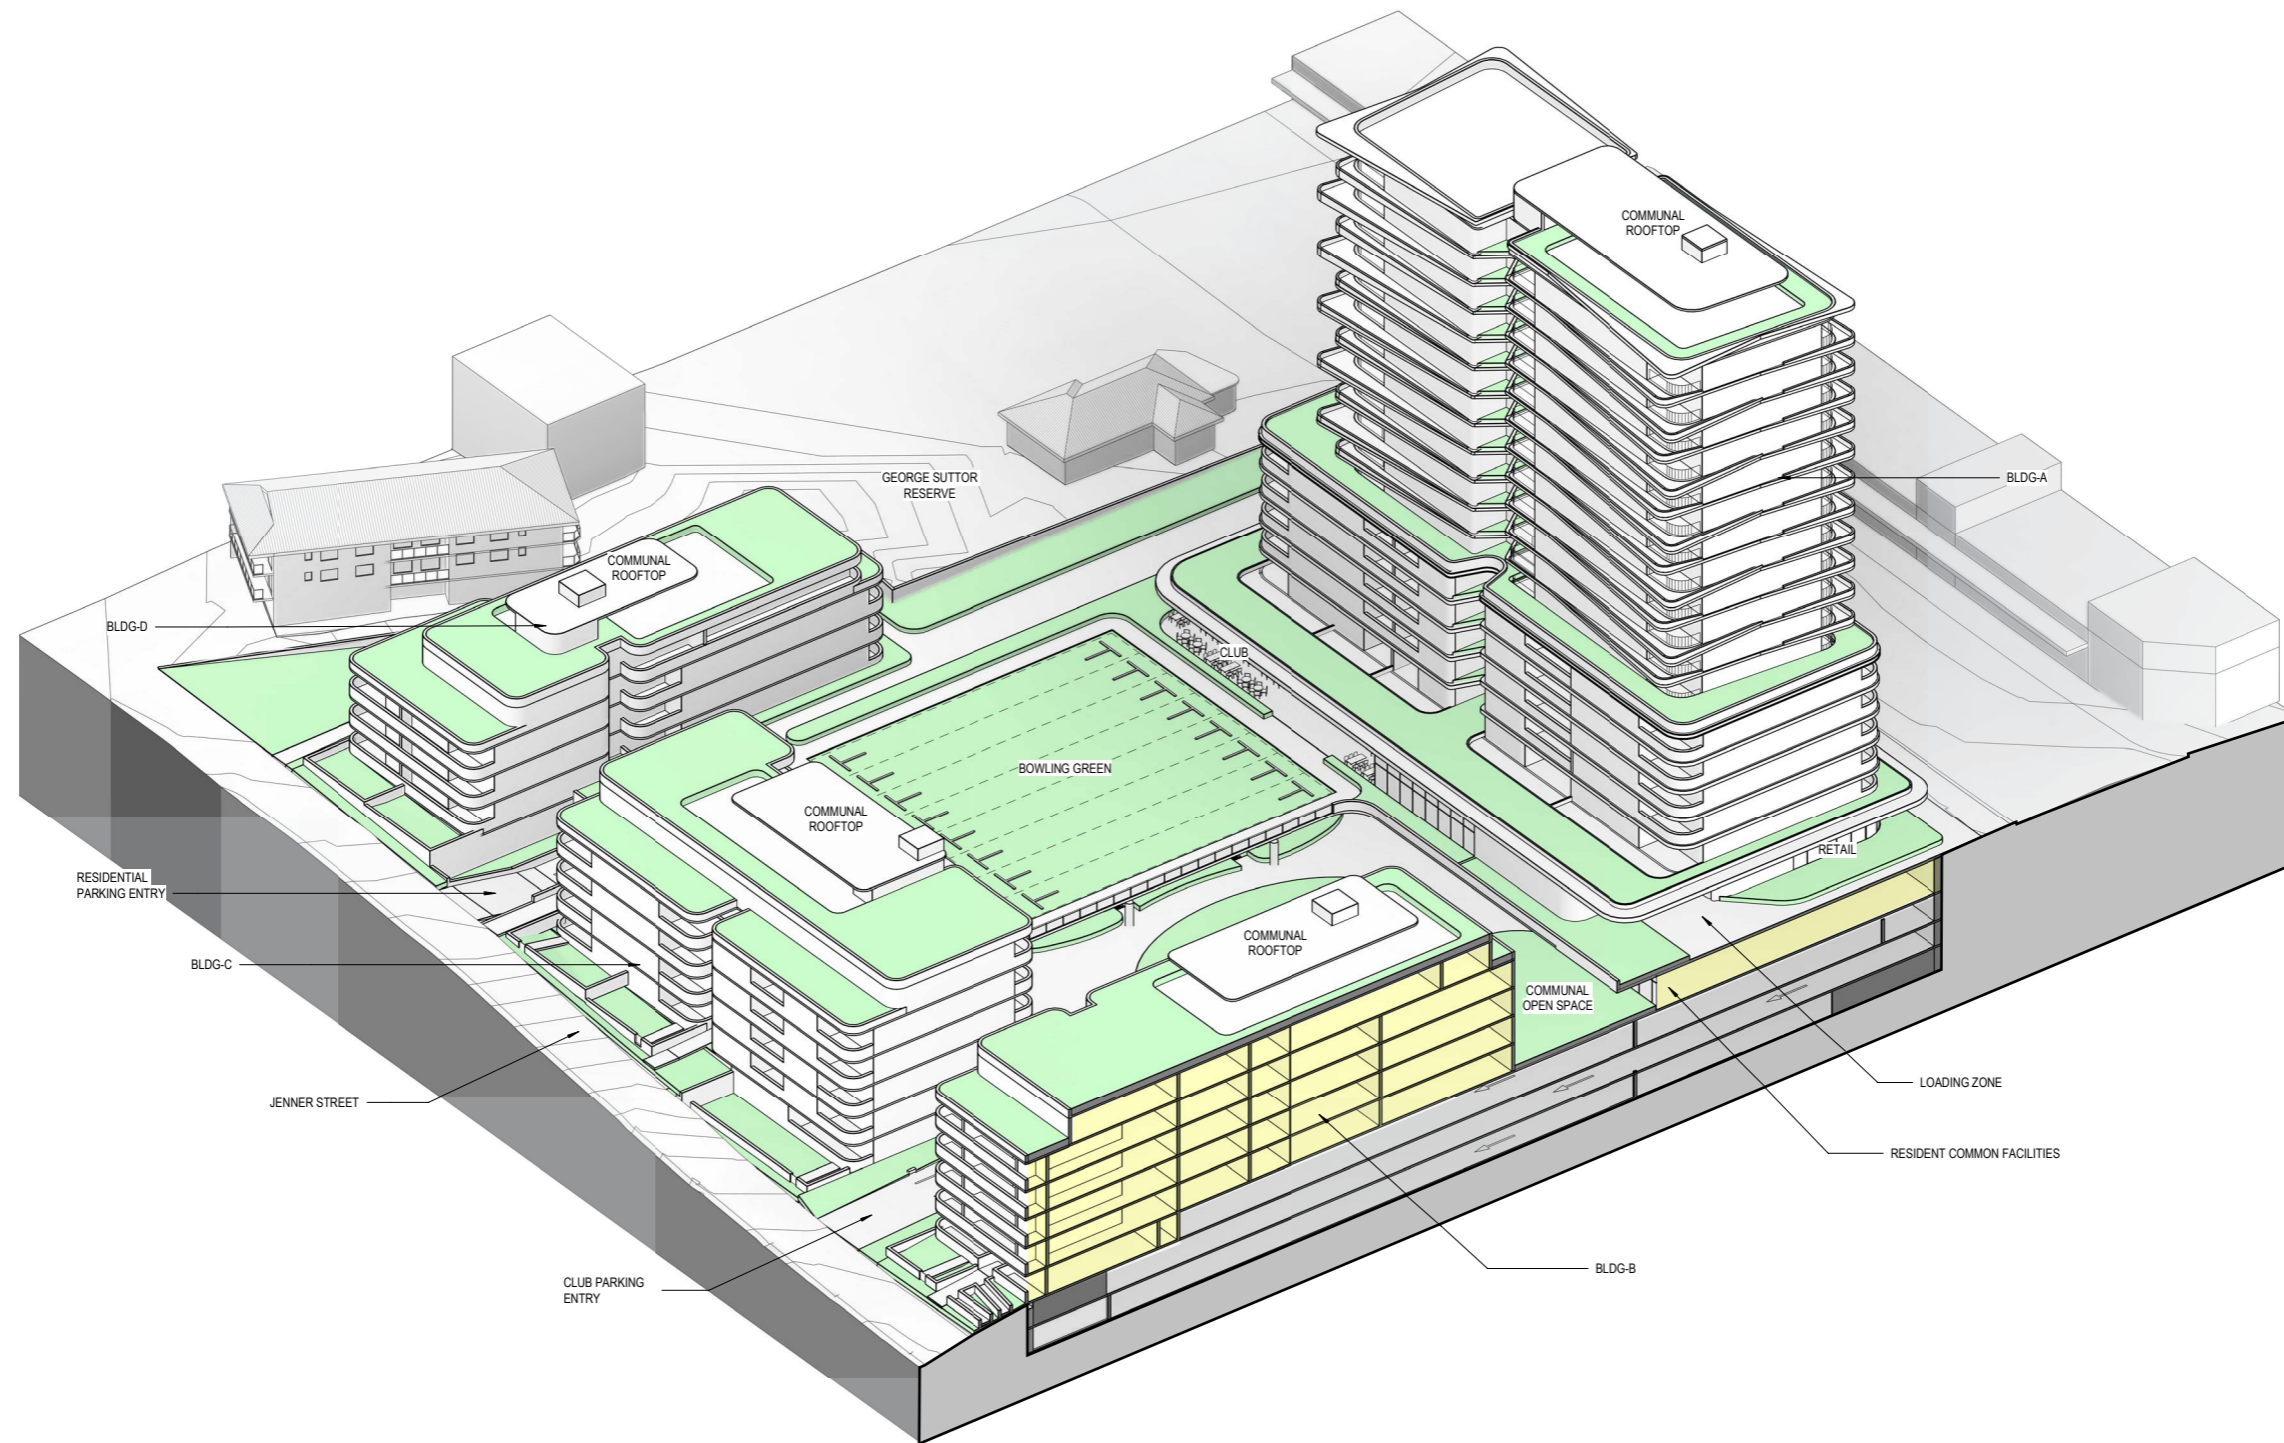 COMMUNAL
ROOFTOP
BLDG-A
GEORGE SUTTOR
RESERVE
COMMUNAL
ROOFTOP
BLDG-D
CLUB
BOWLING GREEN
COMMUNAL
ROOFTOP
RETAIL
RESIDENTIAL
PARKING ENTRY
COMMUNAL
ROOFTOP
BLDG-C
COMMUNAL
OPEN SPACE
LOADING ZONE
JENNER STREET
RESIDENT COMMON FACILITIES
BLDG-B
CLUB PARKING
ENTRY